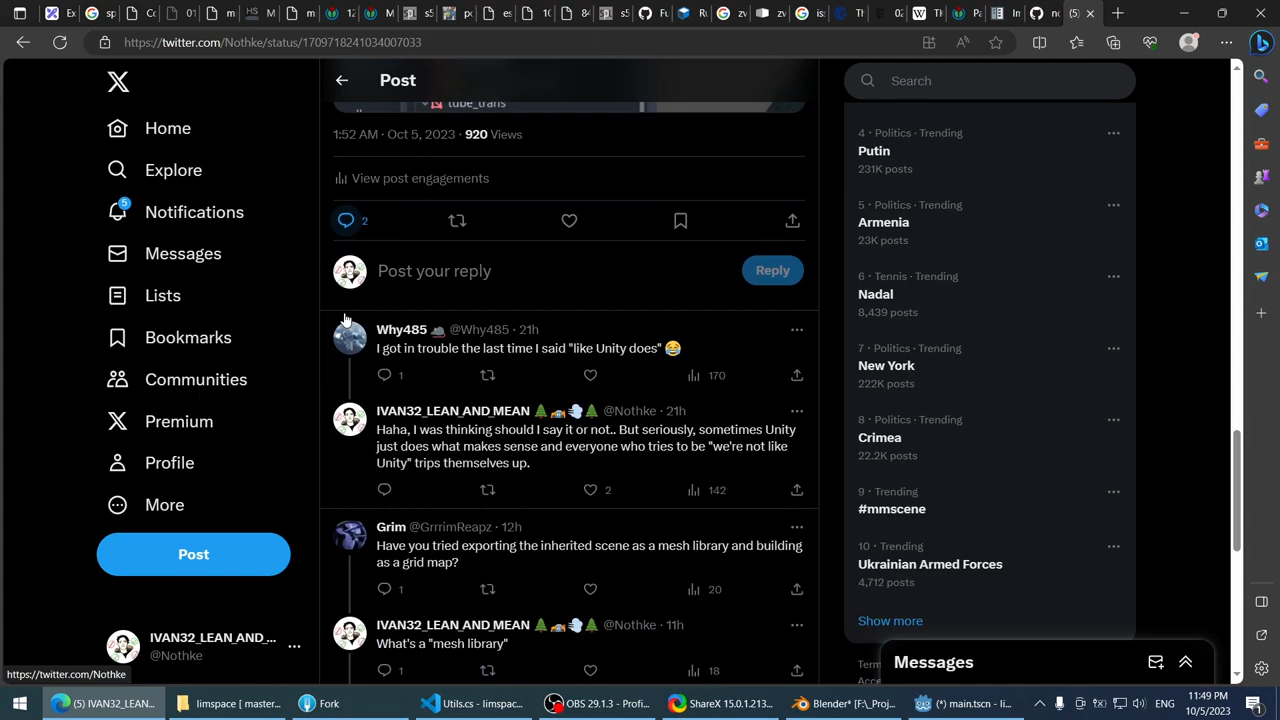 https://twitter.com/Nothke/status/1709718241034007033
Home
Explore
5
Notifications
Messages
Lists
Bookmarks
Communities
Premium
Profile
More
Post
IVAN32_LEAN_AND_...
@Nothke
https://twitter.com/Nothke
Post
tube_trans
1:52 AM · Oct 5, 2023 · 920 Views
View post engagements
2
Post your reply
Reply
Why485 @Why485 · 21h
I got in trouble the last time I said "like Unity does" 😂
1 170
IVAN32_LEAN_AND_MEAN 🌲🚗💨🌲 @Nothke · 21h
Haha, I was thinking should I say it or not.. But seriously, sometimes Unity
just does what makes sense and everyone who tries to be "we're not like
Unity" trips themselves up.
2 142
Grim @GrrrimReapz · 12h
Have you tried exporting the inherited scene as a mesh library and building
as a grid map?
1 20
IVAN32_LEAN_AND_MEAN 🌲🚗💨🌲 @Nothke · 11h
What's a "mesh library"
1 18
Search
4 · Politics · Trending
Putin
231K posts
5 · Politics · Trending
Armenia
23K posts
6 · Tennis · Trending
Nadal
8,439 posts
7 · Politics · Trending
New York
222K posts
8 · Politics · Trending
Crimea
22.2K posts
9 · Trending
#mmscene
10 · Trending
Ukrainian Armed Forces
4,712 posts
Show more
Messages
(5) IVAN32_LEAN...
limspace [ master...
Fork
Utils.cs - limspac...
OBS 29.1.3 - Profi...
ShareX 15.0.1.213...
Blender* [F:\_Proj...
(*) main.tscn - li...
ENG
11:49 PM
10/5/2023